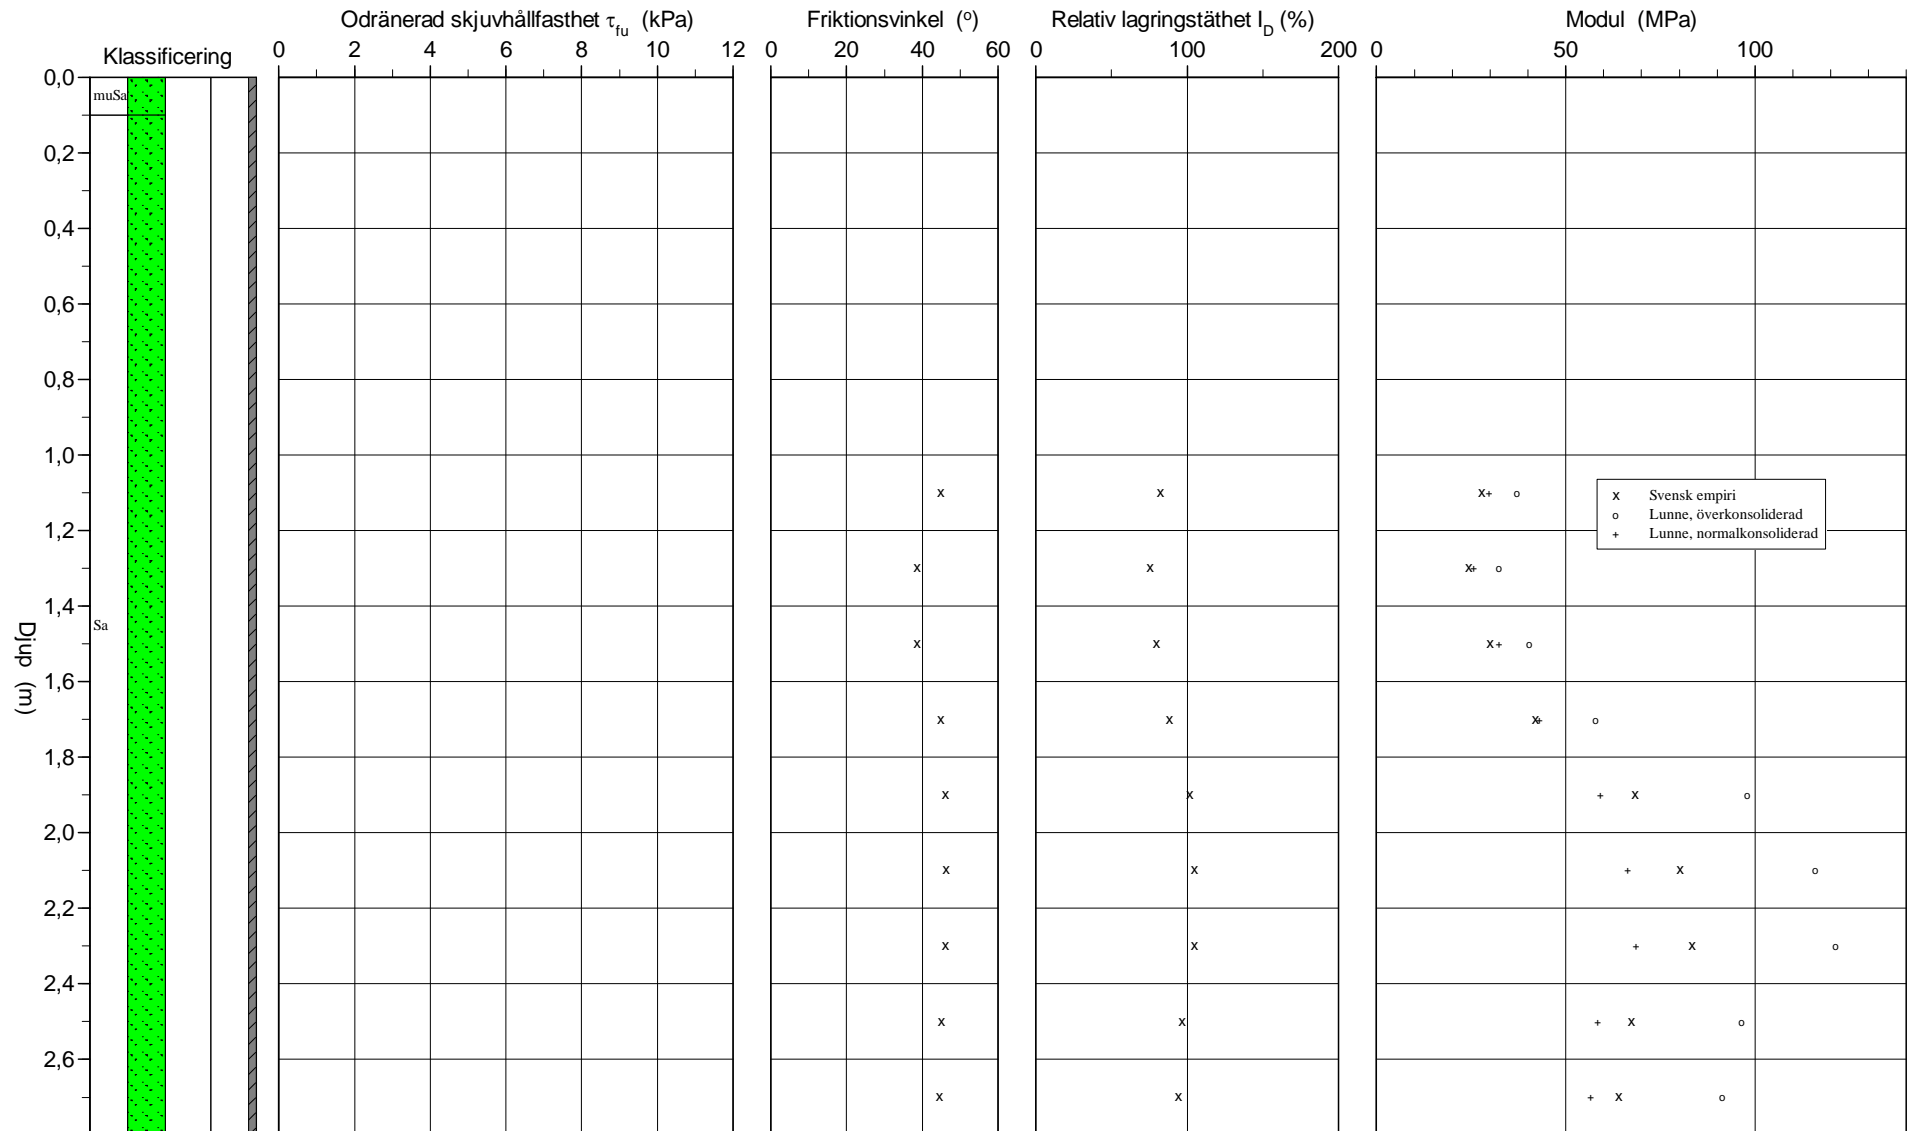 Odränerad skjuvhållfasthet τfu (kPa)
Friktionsvinkel (o)
Relativ lagringstäthet ID (%)
Modul (MPa)
Klassificering
0 2 4 6 8 10 12
0 20 40 60
0 100 200
0 50 100
0,0
muSa
0,2
0,4
0,6
0,8
1,0
x Svensk empiri
o Lunne, överkonsoliderad
+ Lunne, normalkonsoliderad
1,2
1,4
Sa
Djup (m)
1,6
1,8
2,0
2,2
2,4
2,6